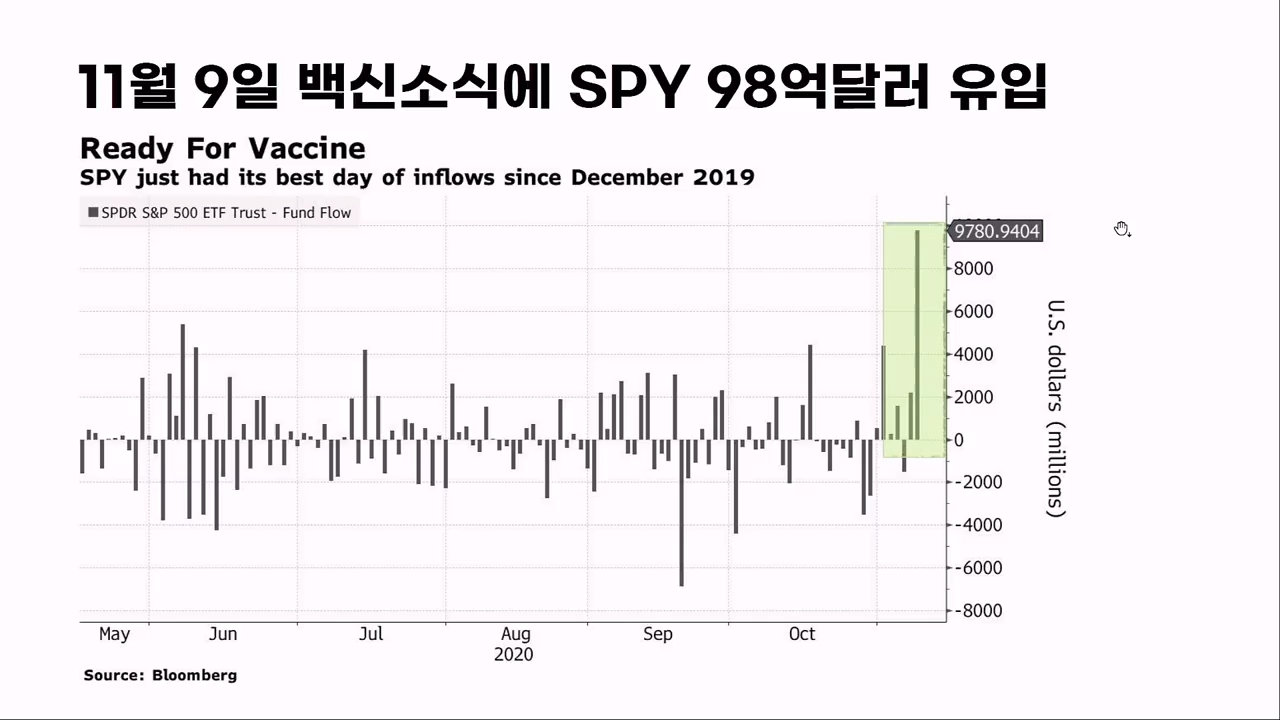 11월 9일 백신소식에 SPY 98억달러 유입
Ready For Vaccine
SPY just had its best day of inflows since December 2019
SPDR S&P 500 ETF Trust - Fund Flow
9780.9404
8000
6000
4000
2000
0
-2000
-4000
-6000
-8000
U.S. dollars (millions)
May Jun Jul Aug Sep Oct
2020
Source: Bloomberg